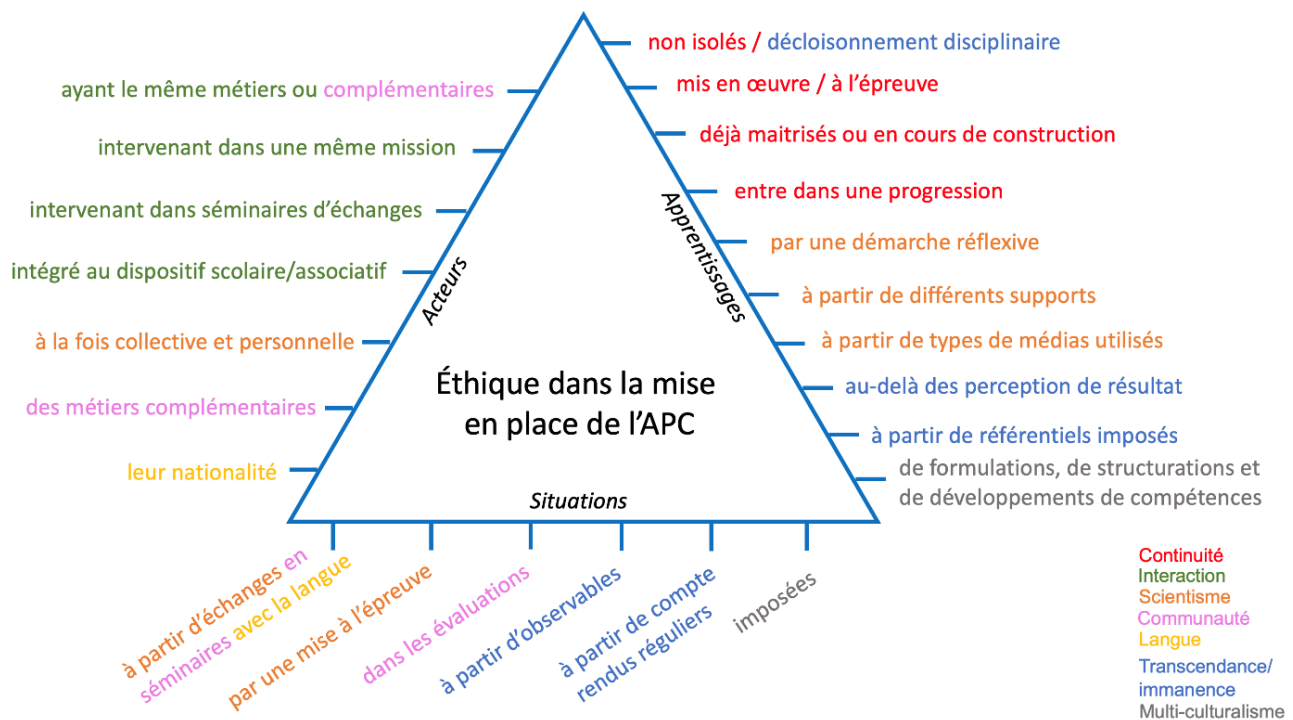 non isolés / décloisonnement disciplinaire
mis en œuvre / à l'épreuve
déjà maitrisés ou en cours de construction
entre dans une progression
par une démarche réflexive
à partir de différents supports
à partir de types de médias utilisés
au-delà des perception de résultat
à partir de référentiels imposés
de formulations, de structurations et
de développements de compétences
Apprentissages
ayant le même métiers ou complémentaires
intervenant dans une même mission
intervenant dans séminaires d'échanges
intégré au dispositif scolaire/associatif
à la fois collective et personnelle
des métiers complémentaires
leur nationalité
Acteurs
Éthique dans la mise
en place de l'APC
Situations
à partir d'échanges en
séminaires avec la langue
par une mise à l'épreuve
dans les évaluations
à partir d'observables
à partir de compte
rendus réguliers
imposées
Continuité
Interaction
Scientisme
Communauté
Langue
Transcendance/
immanence
Multi-culturalisme